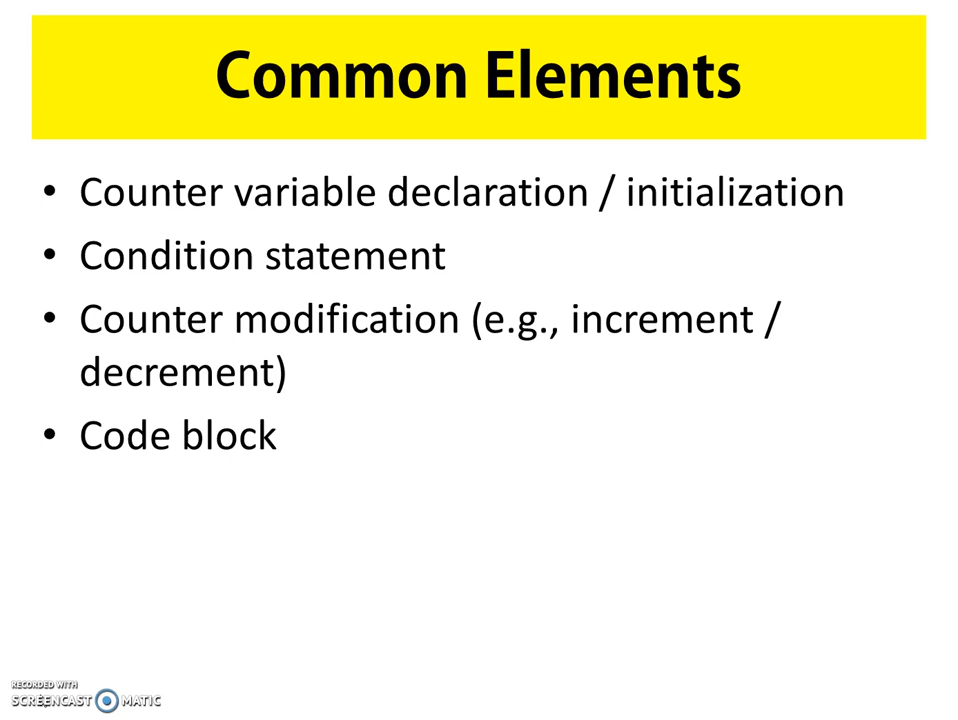 Common Elements
• Counter variable declaration / initialization
• Condition statement
• Counter modification (e.g., increment /
decrement)
• Code block
RECORDED WITH
SCREENCAST MATIC